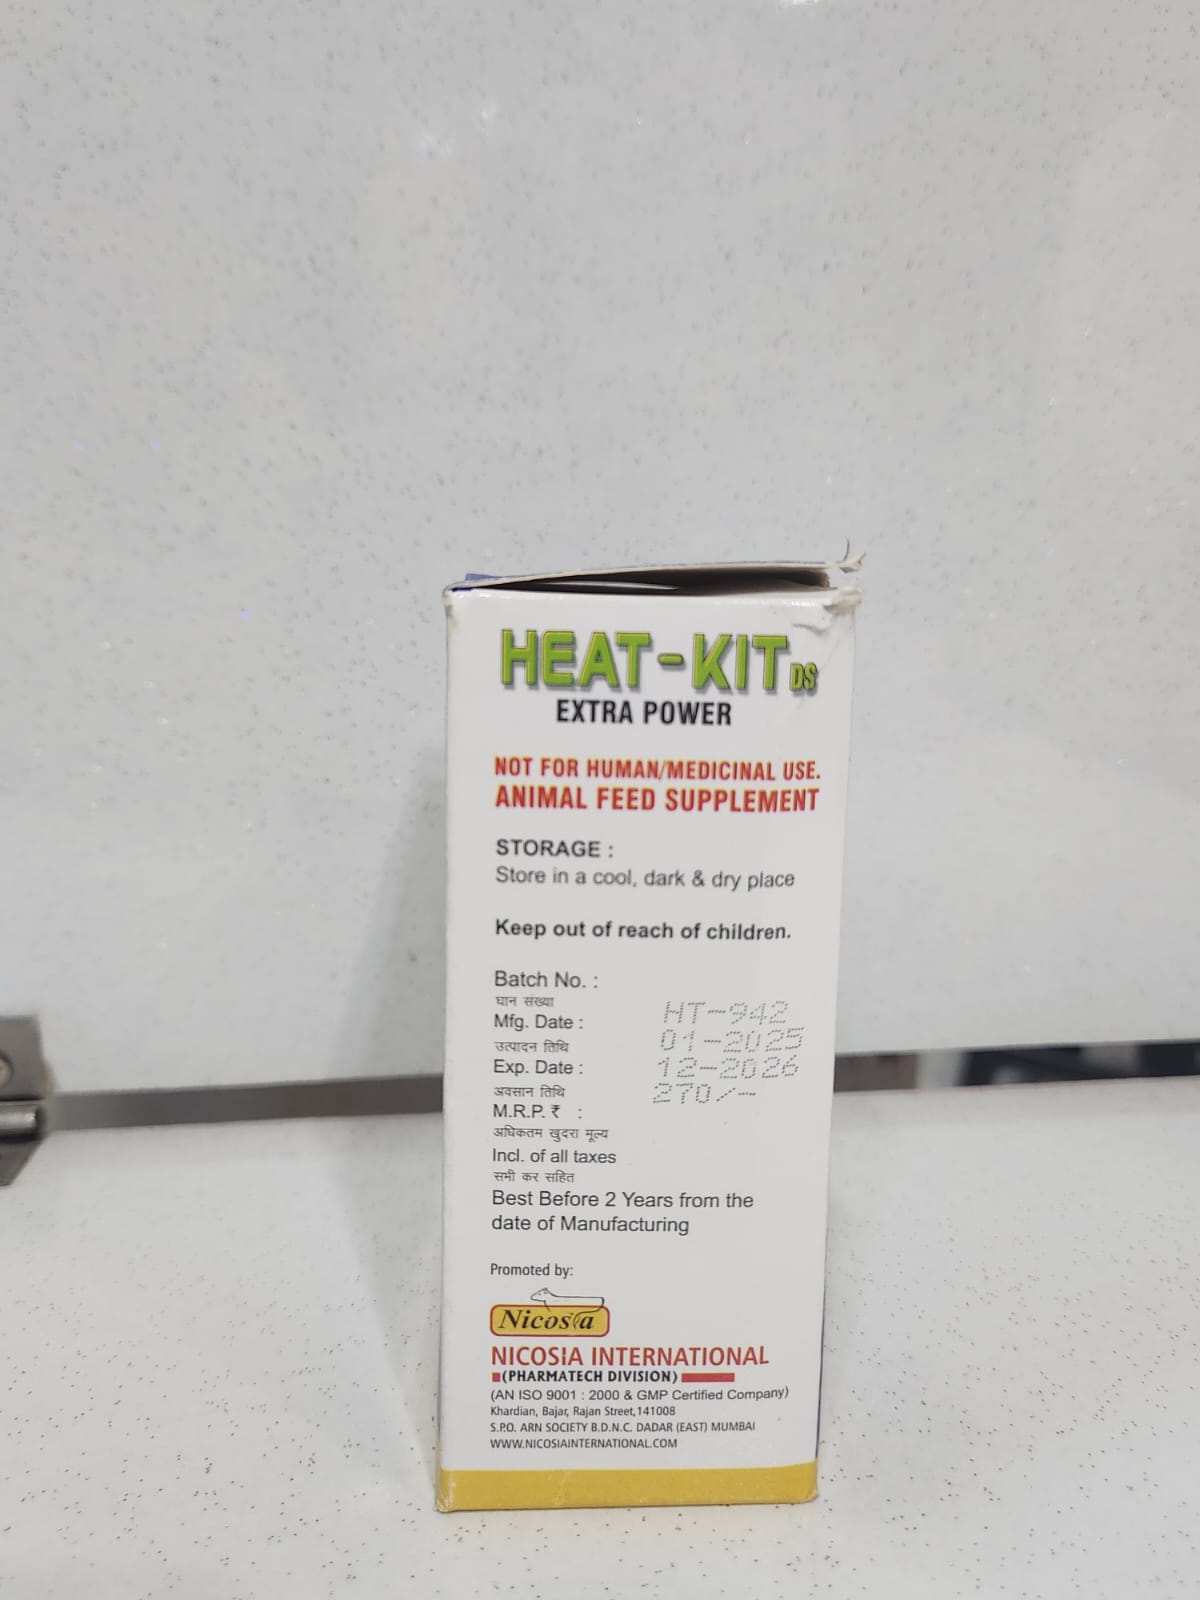 HEAT-KIT DS
EXTRA POWER
NOT FOR HUMAN/MEDICINAL USE.
ANIMAL FEED SUPPLEMENT
STORAGE :
Store in a cool, dark & dry place
Keep out of reach of children.
Batch No. :
घान संख्या
HT-942
Mfg. Date :
01-2025
उत्पादन तिथि
Exp. Date :
12-2026
अवसान तिथि
270/-
M.R.P. ₹ :
अधिकतम खुदरा मूल्य
Incl. of all taxes
सभी कर सहित
Best Before 2 Years from the
date of Manufacturing
Promoted by:
Nicosia
NICOSIA INTERNATIONAL
(PHARMATECH DIVISION)
(AN ISO 9001 : 2000 & GMP Certified Company)
Khardian, Bajar, Rajan Street,141008
S.P.O. ARN SOCIETY B.D.N.C. DADAR (EAST) MUMBAI
WWW.NICOSIAINTERNATIONAL.COM